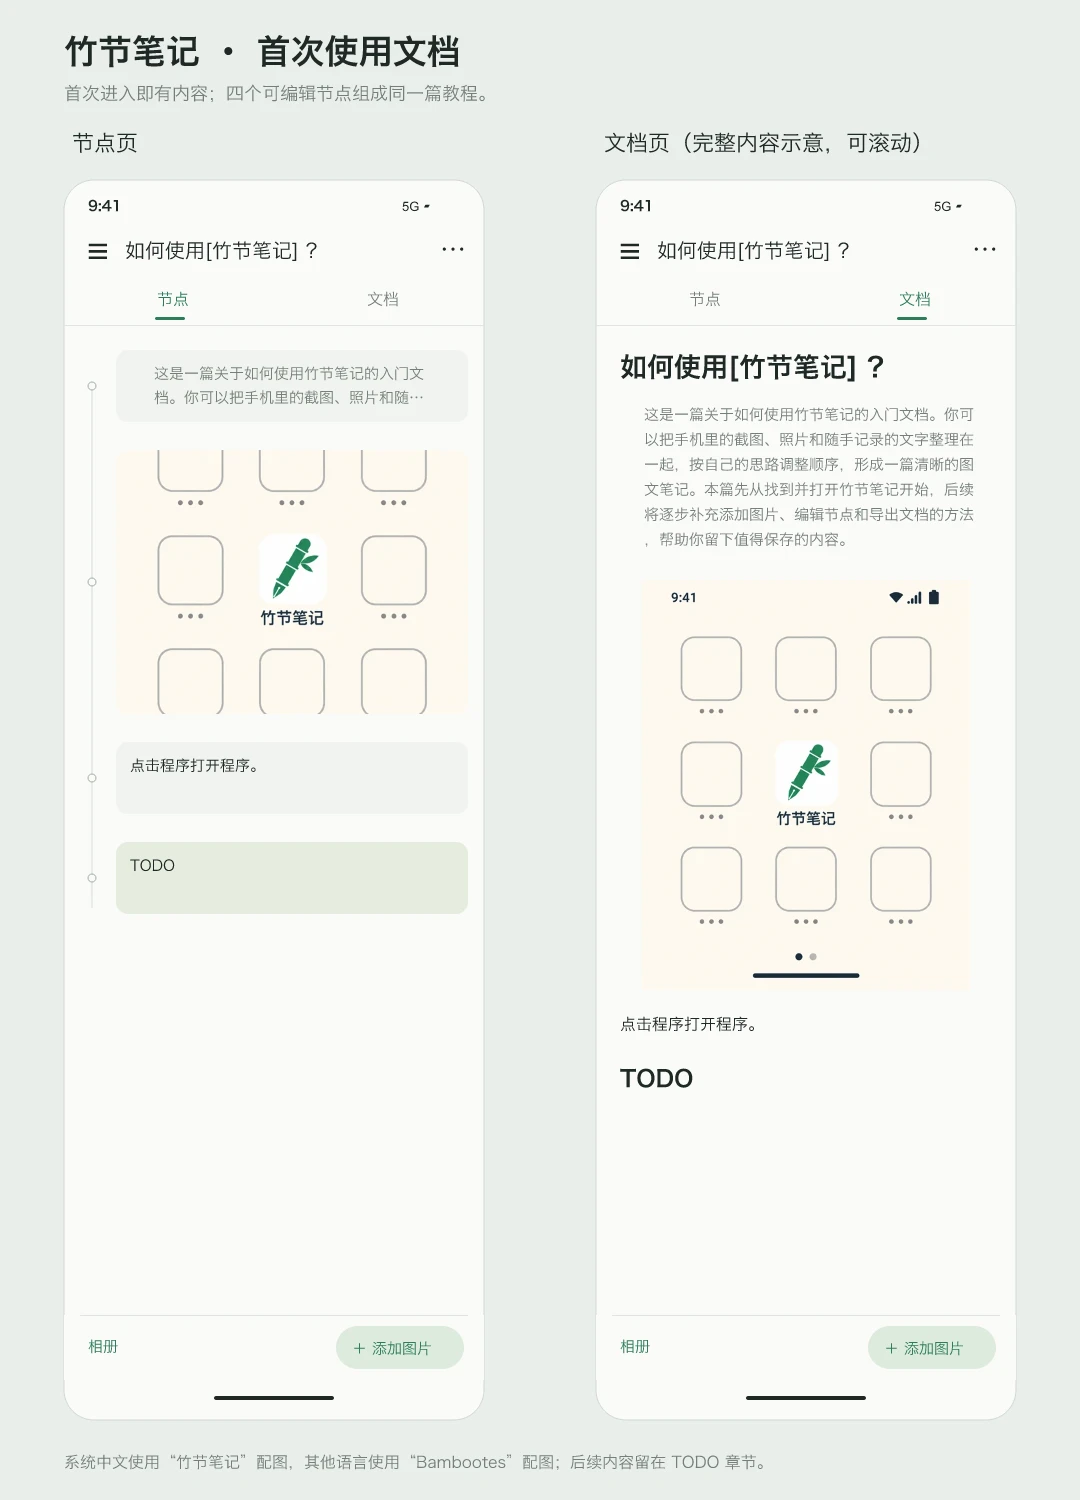 竹节笔记 · 首次使用文档
首次进入即有内容；四个可编辑节点组成同一篇教程。
节点页
9:41
5G
如何使用[竹节笔记] ？
节点
文档
这是一篇关于如何使用竹节笔记的入门文
档。你可以把手机里的截图、照片和随…
竹节笔记
点击程序打开程序。
TODO
相册
+ 添加图片
文档页（完整内容示意，可滚动）
9:41
5G
如何使用[竹节笔记] ？
节点
文档
如何使用[竹节笔记] ？
这是一篇关于如何使用竹节笔记的入门文档。你可
以把手机里的截图、照片和随手记录的文字整理在
一起，按自己的思路调整顺序，形成一篇清晰的图
文笔记。本篇先从找到并打开竹节笔记开始，后续
将逐步补充添加图片、编辑节点和导出文档的方法
，帮助你留下值得保存的内容。
9:41
竹节笔记
点击程序打开程序。
TODO
相册
+ 添加图片
系统中文使用“竹节笔记”配图，其他语言使用“Bambootes”配图；后续内容留在 TODO 章节。